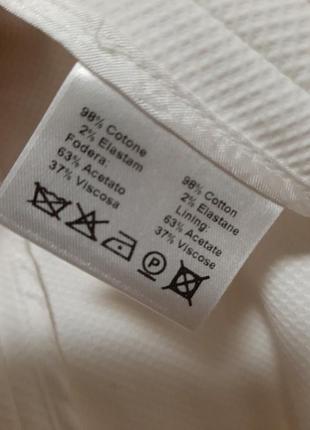 98% Cotone
2% Elastam
Fodera:
63% Acetato
37% Viscosa
98% Cotton
2% Elastane
Lining:
63% Acetate
37% Viscose
P